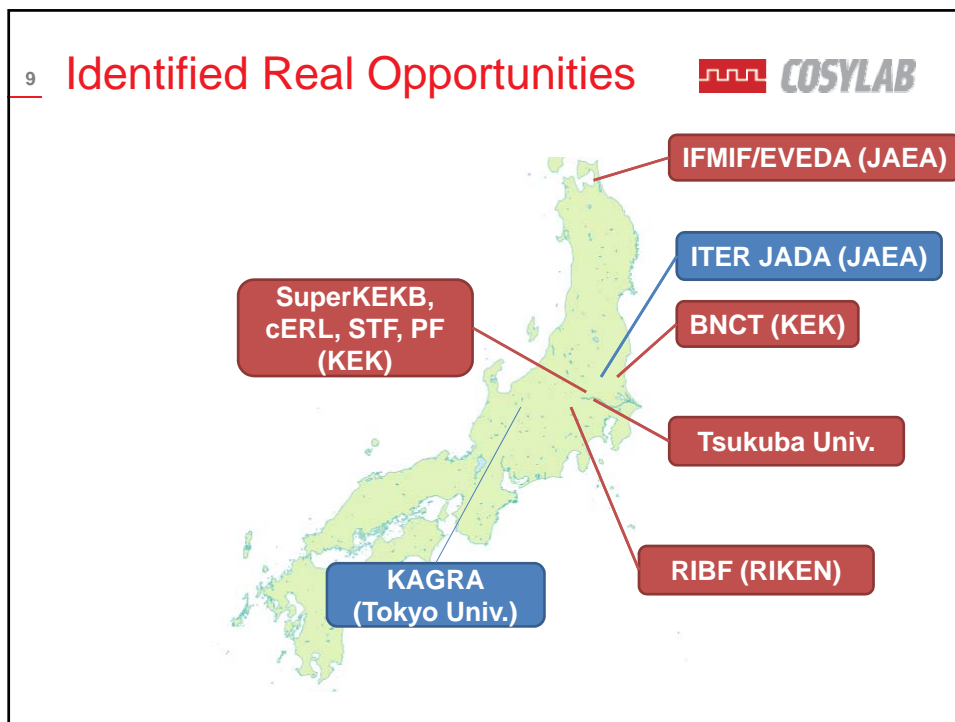 9
Identified Real Opportunities
COSYLAB
IFMIF/EVEDA (JAEA)
ITER JADA (JAEA)
SuperKEKB,
cERL, STF, PF
(KEK)
BNCT (KEK)
Tsukuba Univ.
RIBF (RIKEN)
KAGRA
(Tokyo Univ.)